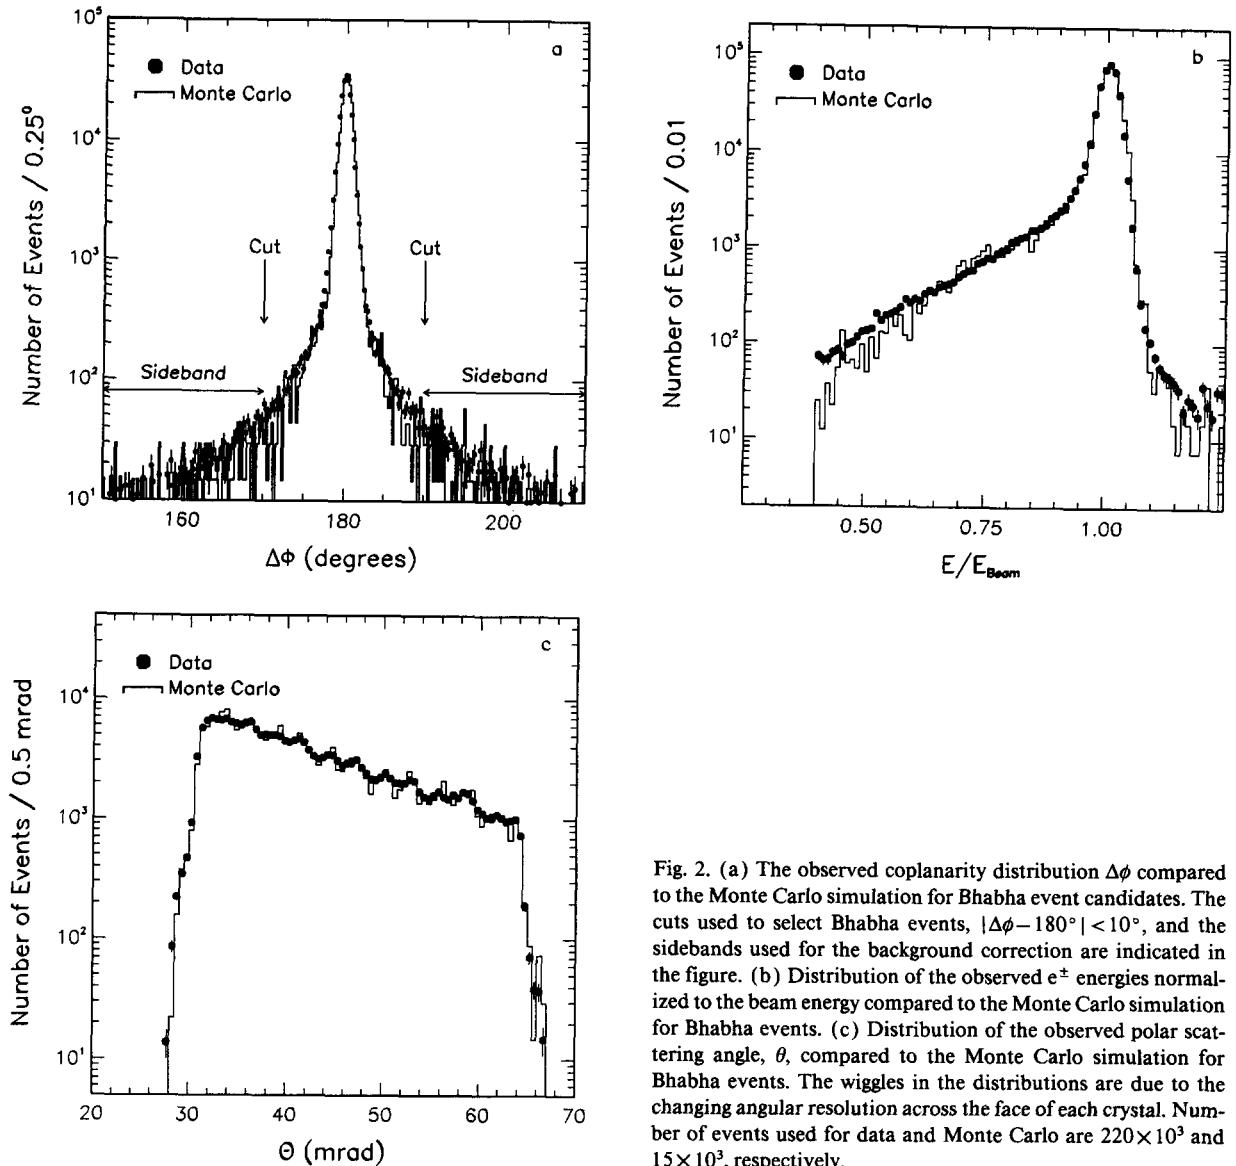 a
Data
Monte Carlo
Cut
Cut
Sideband
Sideband
10⁵
10⁴
10³
10²
10¹
Number of Events / 0.25°
160
180
200
Δϕ (degrees)
b
Data
Monte Carlo
10⁵
10⁴
10³
10²
10¹
Number of Events / 0.01
0.50
0.75
1.00
E/E_Beam
c
Data
Monte Carlo
10⁴
10³
10²
10¹
Number of Events / 0.5 mrad
20
30
40
50
60
70
Θ (mrad)
Fig. 2. (a) The observed coplanarity distribution Δϕ compared
to the Monte Carlo simulation for Bhabha event candidates. The
cuts used to select Bhabha events, |Δϕ−180°|<10°, and the
sidebands used for the background correction are indicated in
the figure. (b) Distribution of the observed e± energies normal-
ized to the beam energy compared to the Monte Carlo simulation
for Bhabha events. (c) Distribution of the observed polar scat-
tering angle, θ, compared to the Monte Carlo simulation for
Bhabha events. The wiggles in the distributions are due to the
changing angular resolution across the face of each crystal. Num-
ber of events used for data and Monte Carlo are 220×10³ and
15×10³, respectively.